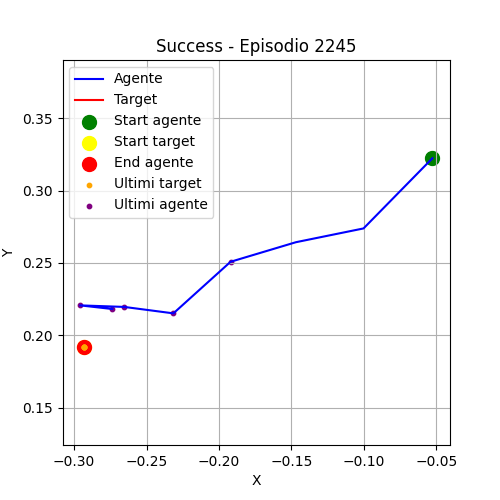 Success - Episodio 2245
Agente
Target
Start agente
Start target
End agente
Ultimi target
Ultimi agente
0.35
0.30
0.25
0.20
0.15
Y
−0.30 −0.25 −0.20 −0.15 −0.10 −0.05
X